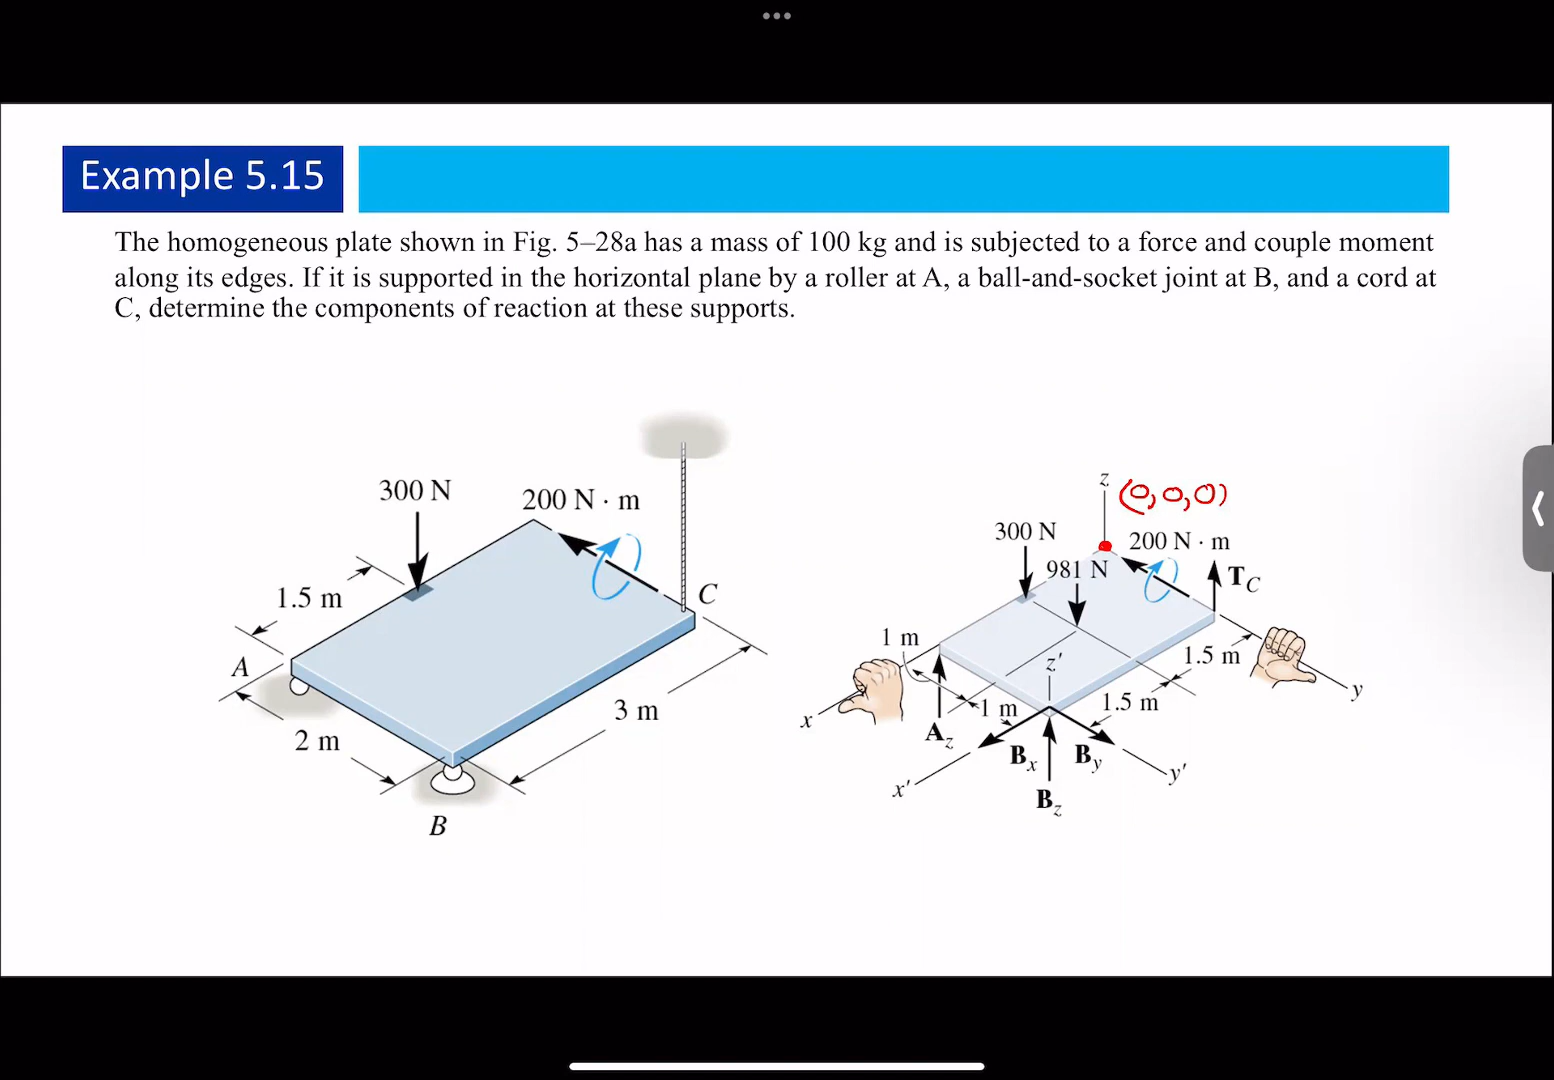 Example 5.15
The homogeneous plate shown in Fig. 5–28a has a mass of 100 kg and is subjected to a force and couple moment
along its edges. If it is supported in the horizontal plane by a roller at A, a ball-and-socket joint at B, and a cord at
C, determine the components of reaction at these supports.
300 N
200 N · m
1.5 m
C
A
2 m
3 m
B
z
(0,0,0)
300 N
200 N · m
981 N
T_C
1 m
z'
1.5 m
x
1 m
1.5 m
y
A_z
B_x
B_y
x'
y'
B_z